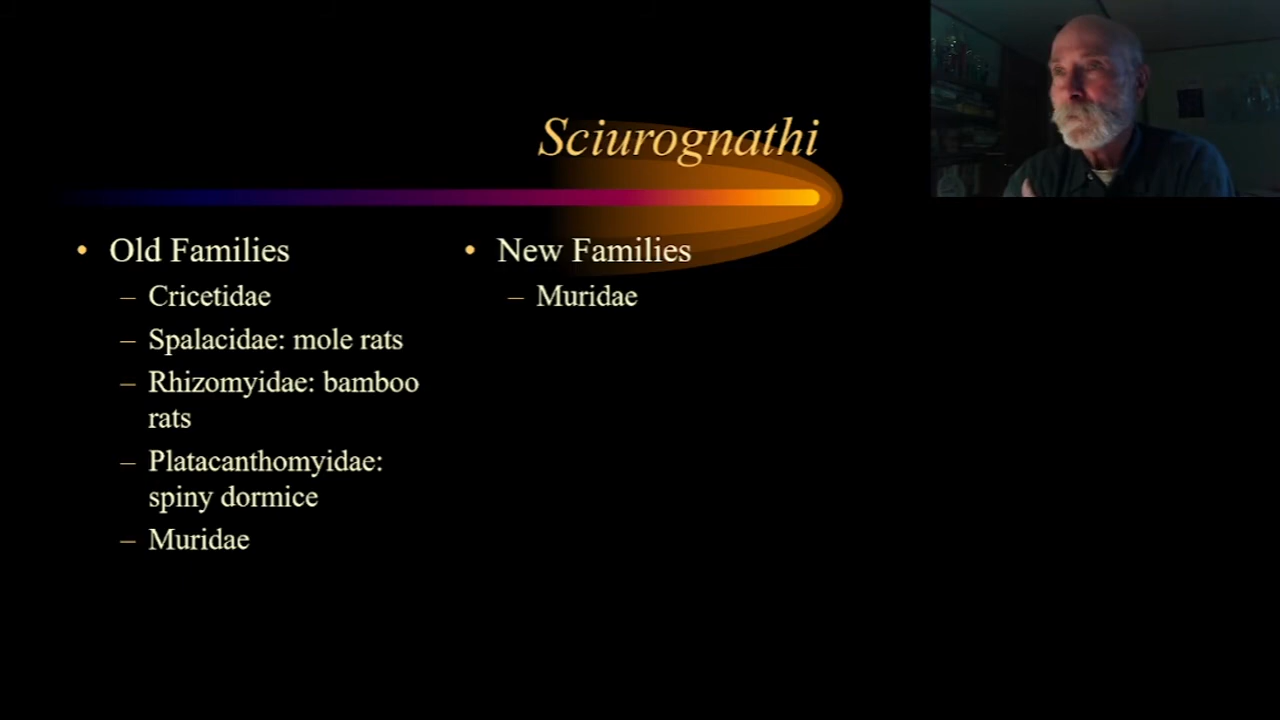 Sciurognathi
• Old Families
– Cricetidae
– Spalacidae: mole rats
– Rhizomyidae: bamboo
rats
– Platacanthomyidae:
spiny dormice
– Muridae
• New Families
– Muridae